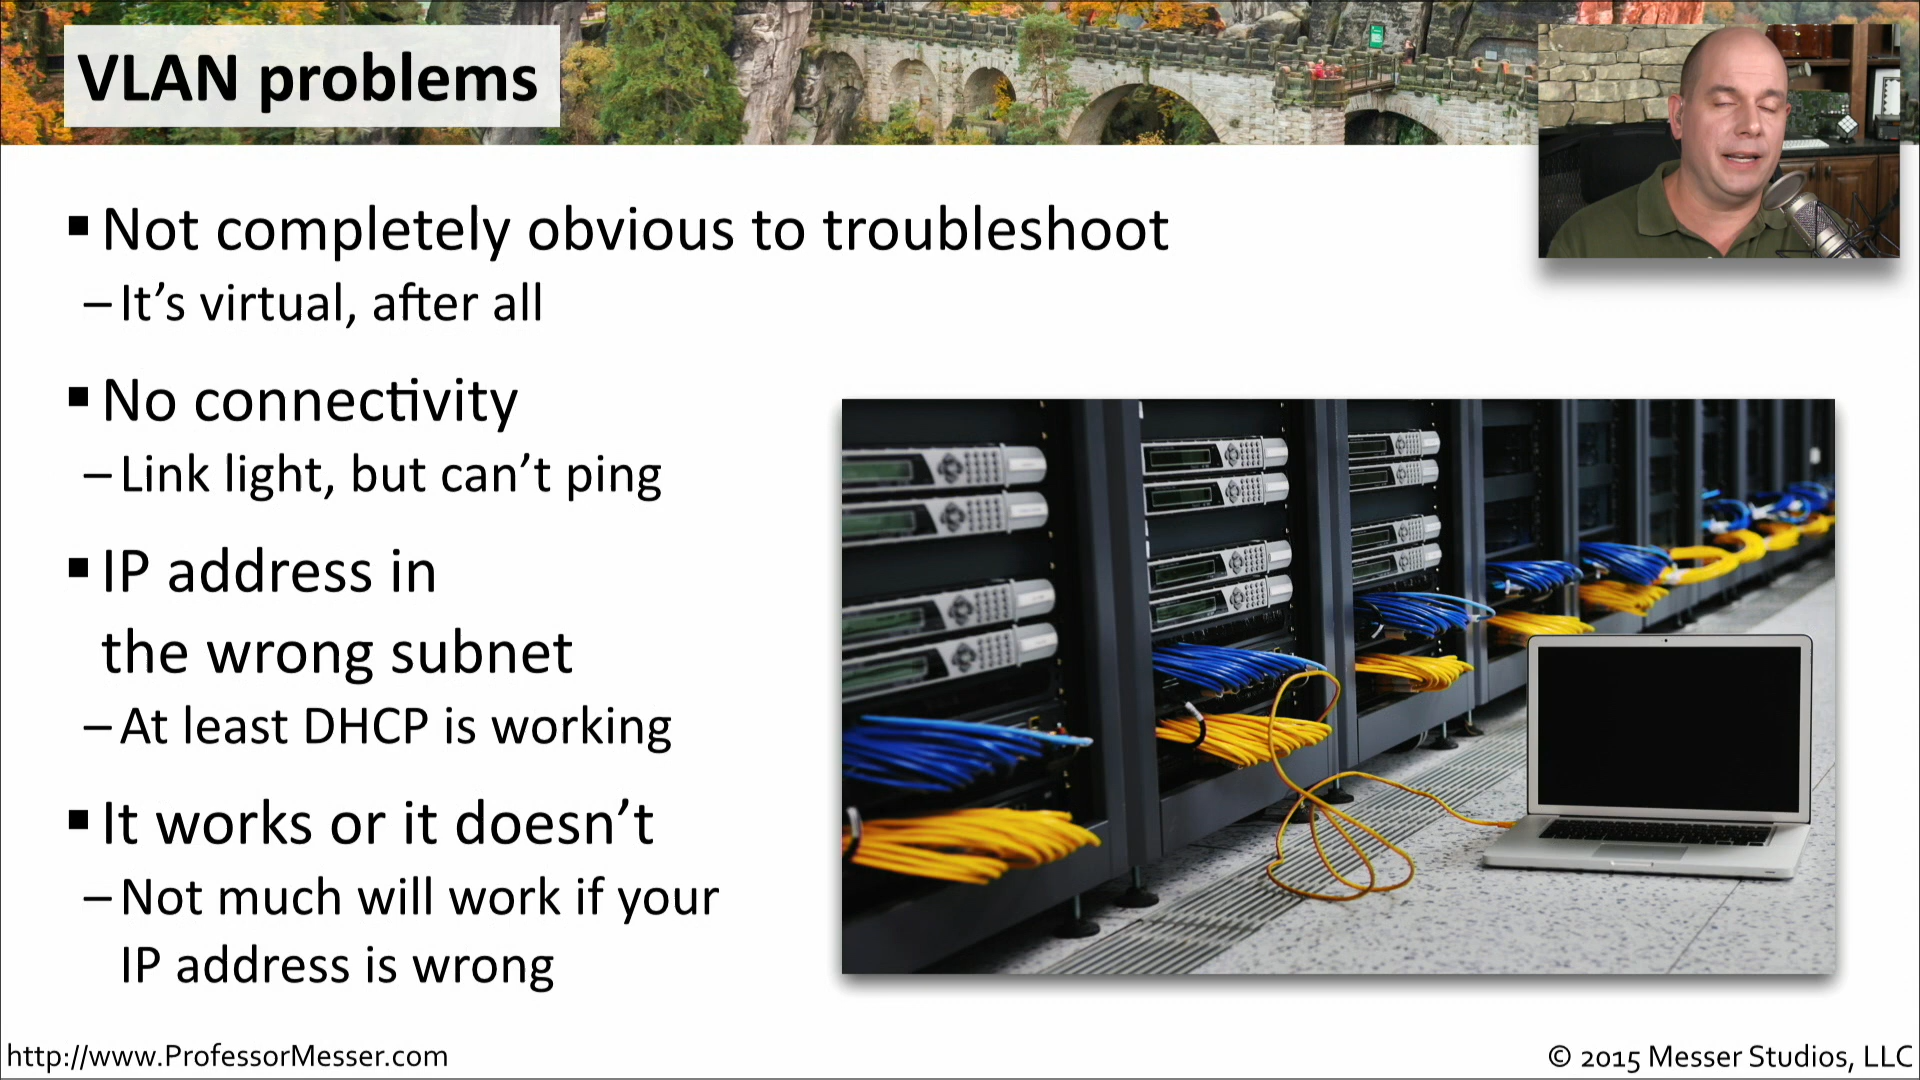 VLAN problems
▪ Not completely obvious to troubleshoot
– It’s virtual, after all
▪ No connectivity
– Link light, but can’t ping
▪ IP address in
the wrong subnet
– At least DHCP is working
▪ It works or it doesn’t
– Not much will work if your
IP address is wrong
http://www.ProfessorMesser.com
© 2015 Messer Studios, LLC